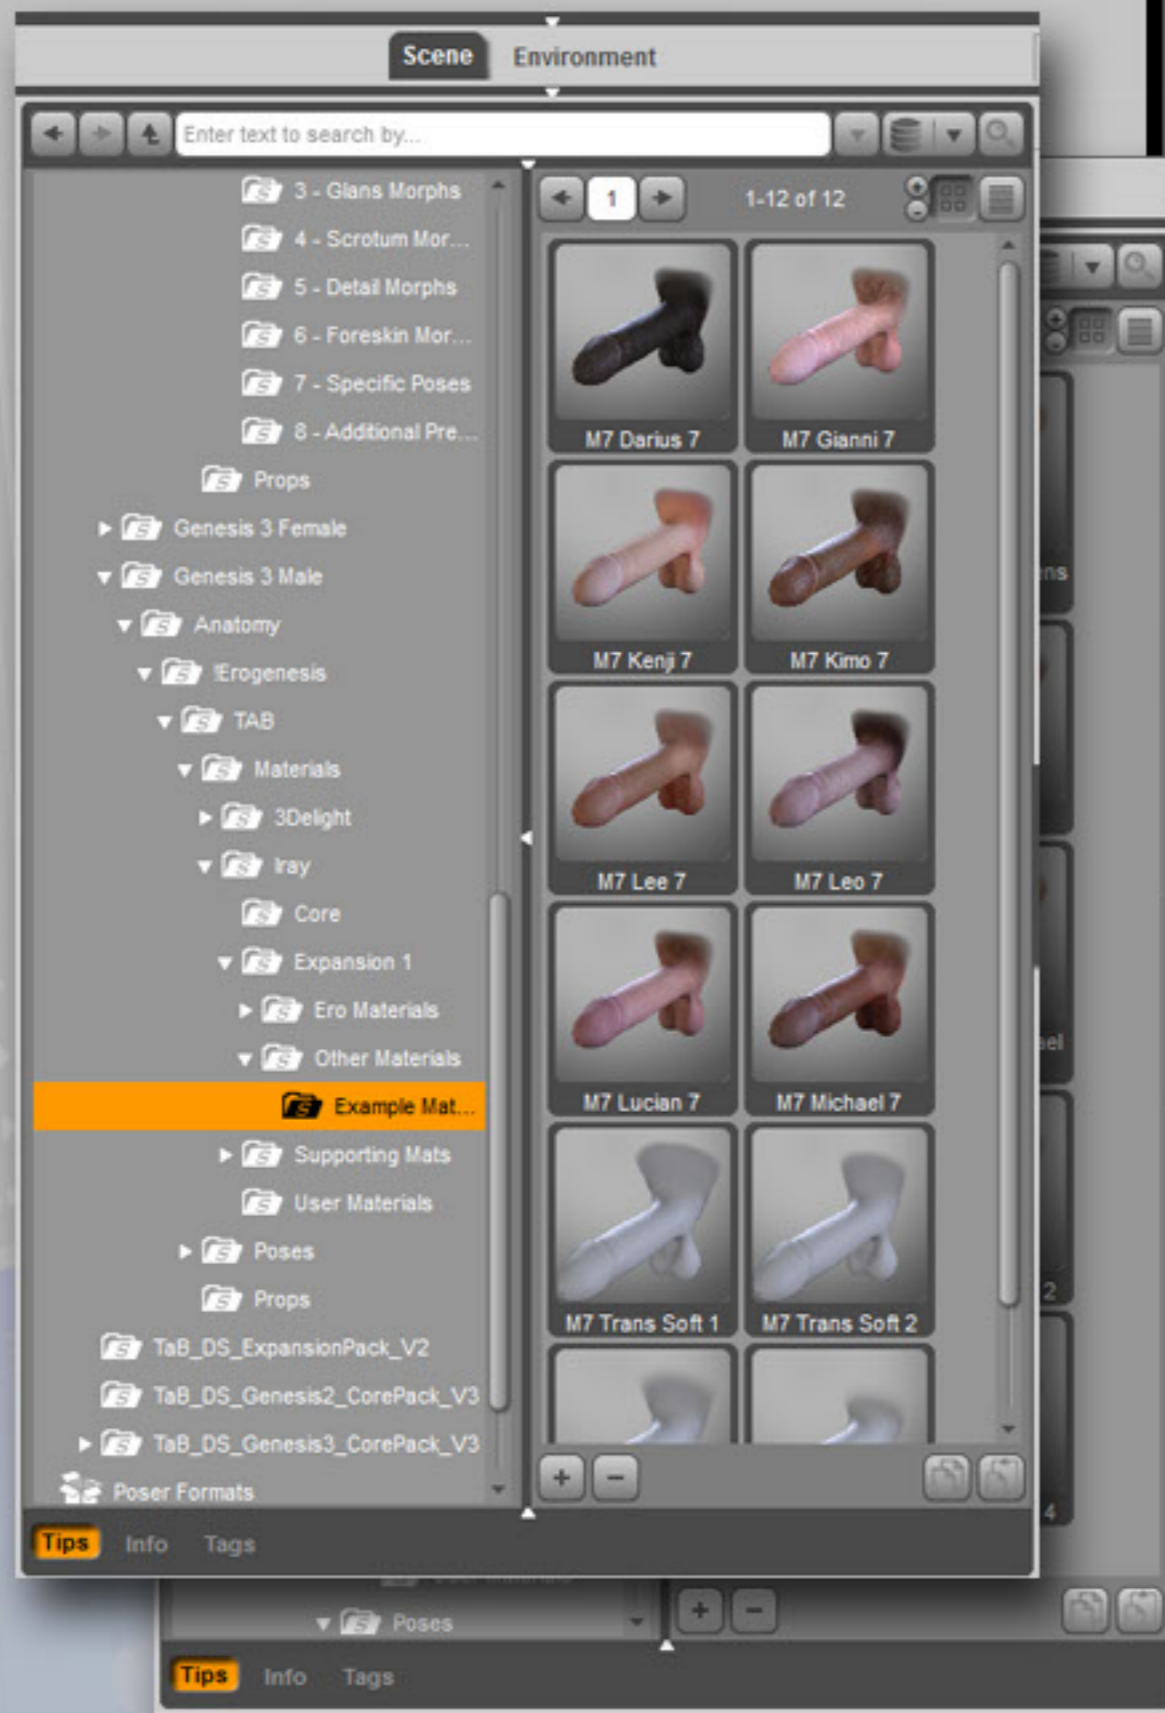 Scene
Environment
Enter text to search by...
3 - Glans Morphs
4 - Scrotum Mor...
5 - Detail Morphs
6 - Foreskin Mor...
7 - Specific Poses
8 - Additional Pre...
Props
Genesis 3 Female
Genesis 3 Male
Anatomy
!Erogenesis
TAB
Materials
3Delight
Iray
Core
Expansion 1
Ero Materials
Other Materials
Example Mat...
Supporting Mats
User Materials
Poses
Props
TaB_DS_ExpansionPack_V2
TaB_DS_Genesis2_CorePack_V3
TaB_DS_Genesis3_CorePack_V3
Poser Formats
1
1-12 of 12
M7 Darius 7
M7 Gianni 7
M7 Kenji 7
M7 Kimo 7
M7 Lee 7
M7 Leo 7
M7 Lucian 7
M7 Michael 7
M7 Trans Soft 1
M7 Trans Soft 2
Tips
Info
Tags
ens
ael
2
4
Poses
Tips
Info
Tags